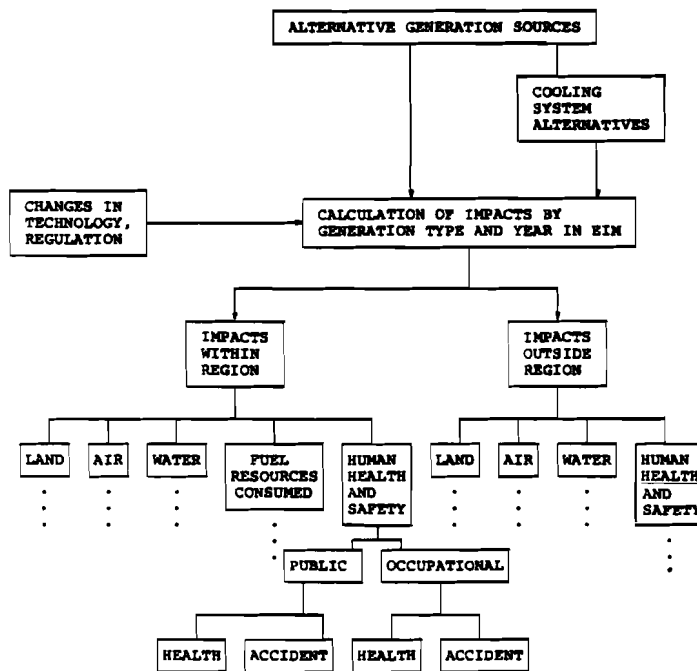 ALTERNATIVE GENERATION SOURCES
COOLING
SYSTEM
ALTERNATIVES
CHANGES IN
TECHNOLOGY,
REGULATION
CALCULATION OF IMPACTS BY
GENERATION TYPE AND YEAR IN EIM
IMPACTS
WITHIN
REGION
IMPACTS
OUTSIDE
REGION
LAND
AIR
WATER
FUEL
RESOURCES
CONSUMED
HUMAN
HEALTH
AND
SAFETY
LAND
AIR
WATER
HUMAN
HEALTH
AND
SAFETY
PUBLIC
OCCUPATIONAL
HEALTH
ACCIDENT
HEALTH
ACCIDENT